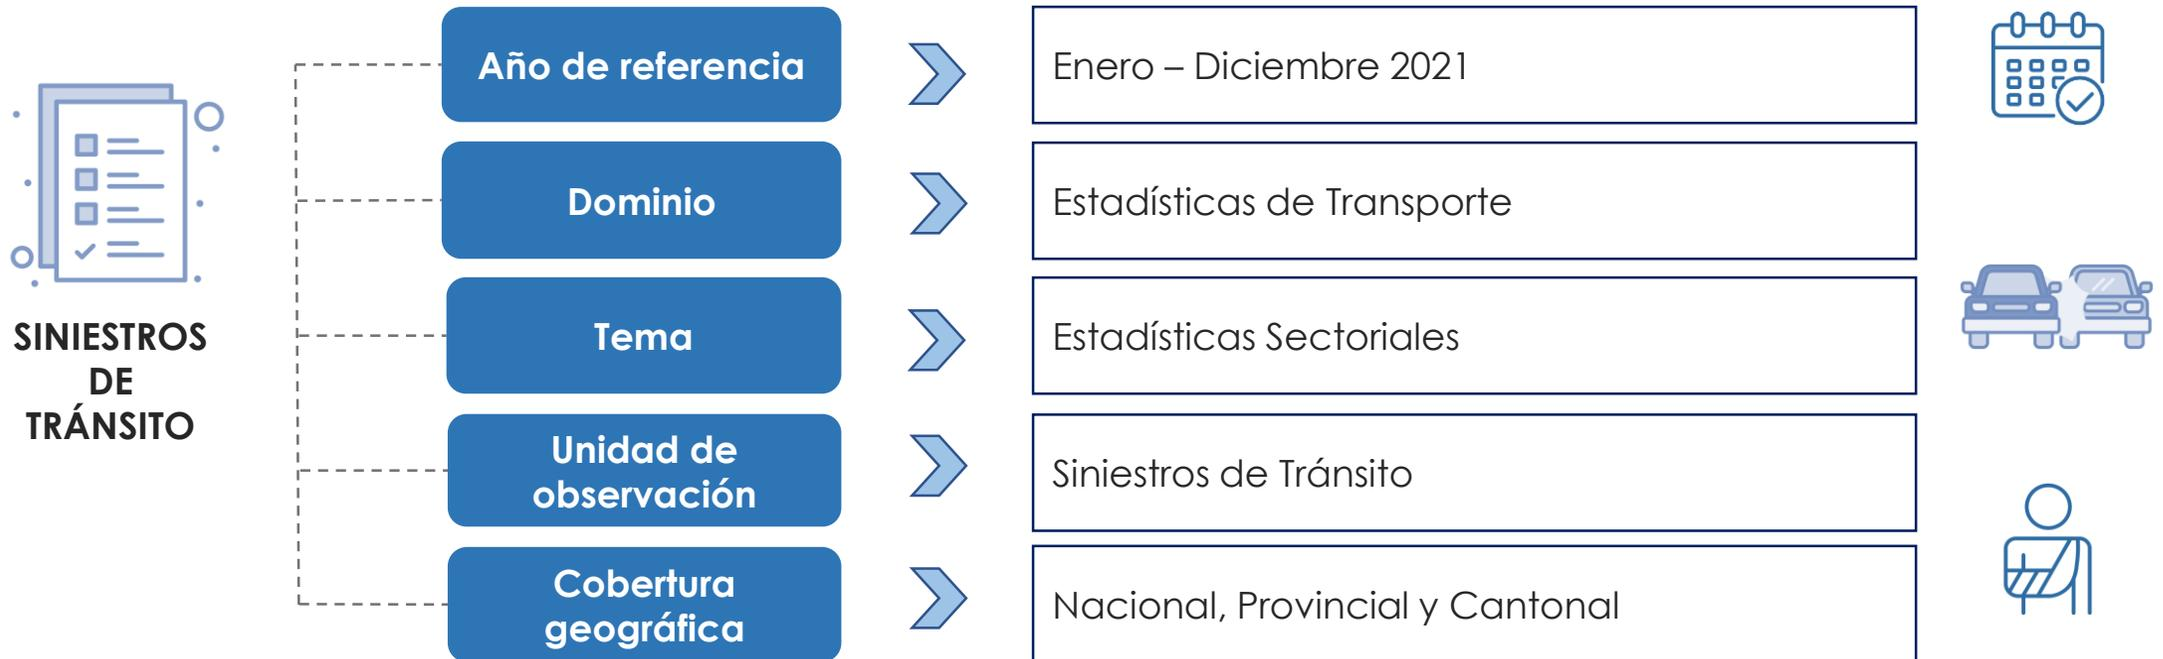 SINIESTROS
DE
TRÁNSITO
Año de referencia
Enero – Diciembre 2021
Dominio
Estadísticas de Transporte
Tema
Estadísticas Sectoriales
Unidad de
observación
Siniestros de Tránsito
Cobertura
geográfica
Nacional, Provincial y Cantonal